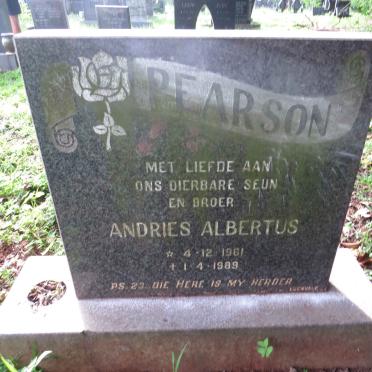 PEARSON
MET LIEFDE AAN
ONS DIERBARE SEUN
EN BROER
ANDRIES ALBERTUS
☆ 4-12-1961
† 1-4-1989
PS. 23. DIE HERE IS MY HERDER